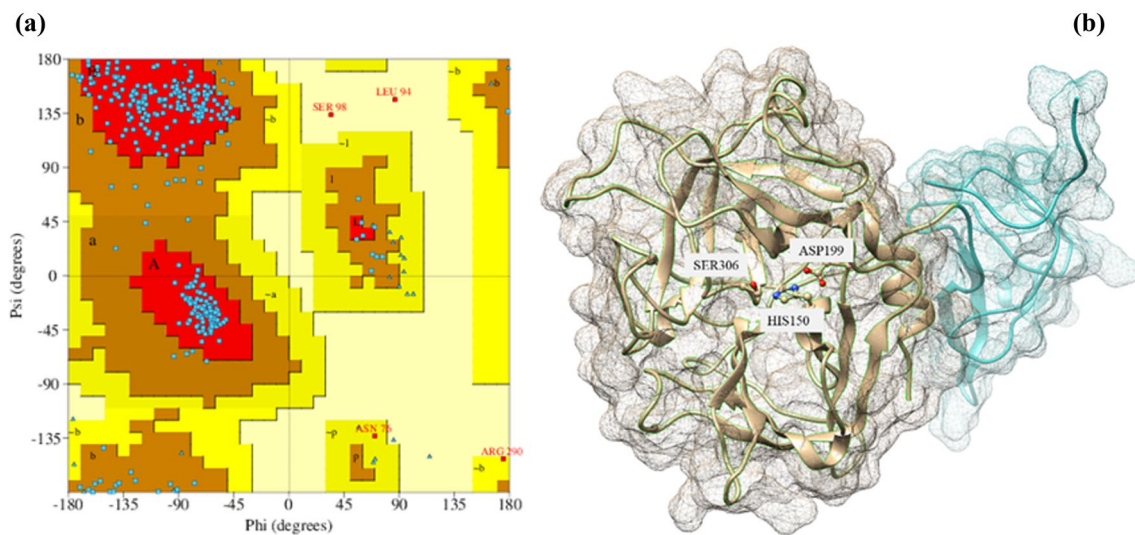 (a)
(b)
180
135
90
45
0
-45
-90
-135
-180
-135
-90
-45
0
45
90
135
180
Psi (degrees)
Phi (degrees)
B
b
~b
a
A
~a
~b
b
LEU 94
SER 98
~l
l
L
~b
b
ASN 76
~p
p
ARG 290
~b
SER306
ASP199
HIS150